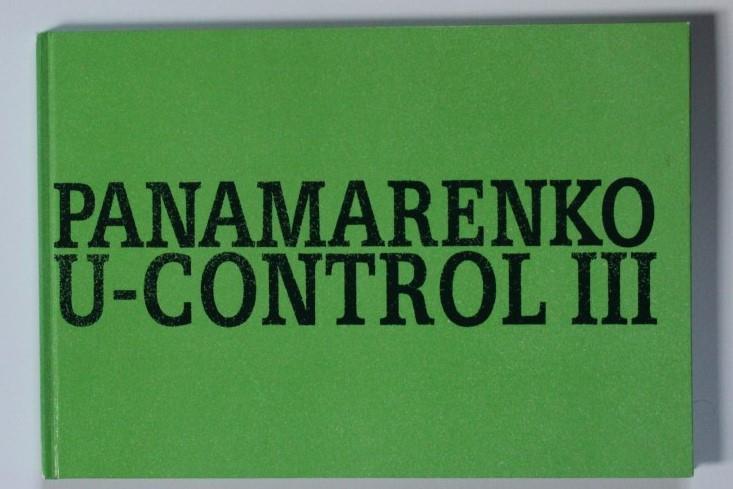 PANAMARENKO
U-CONTROL III